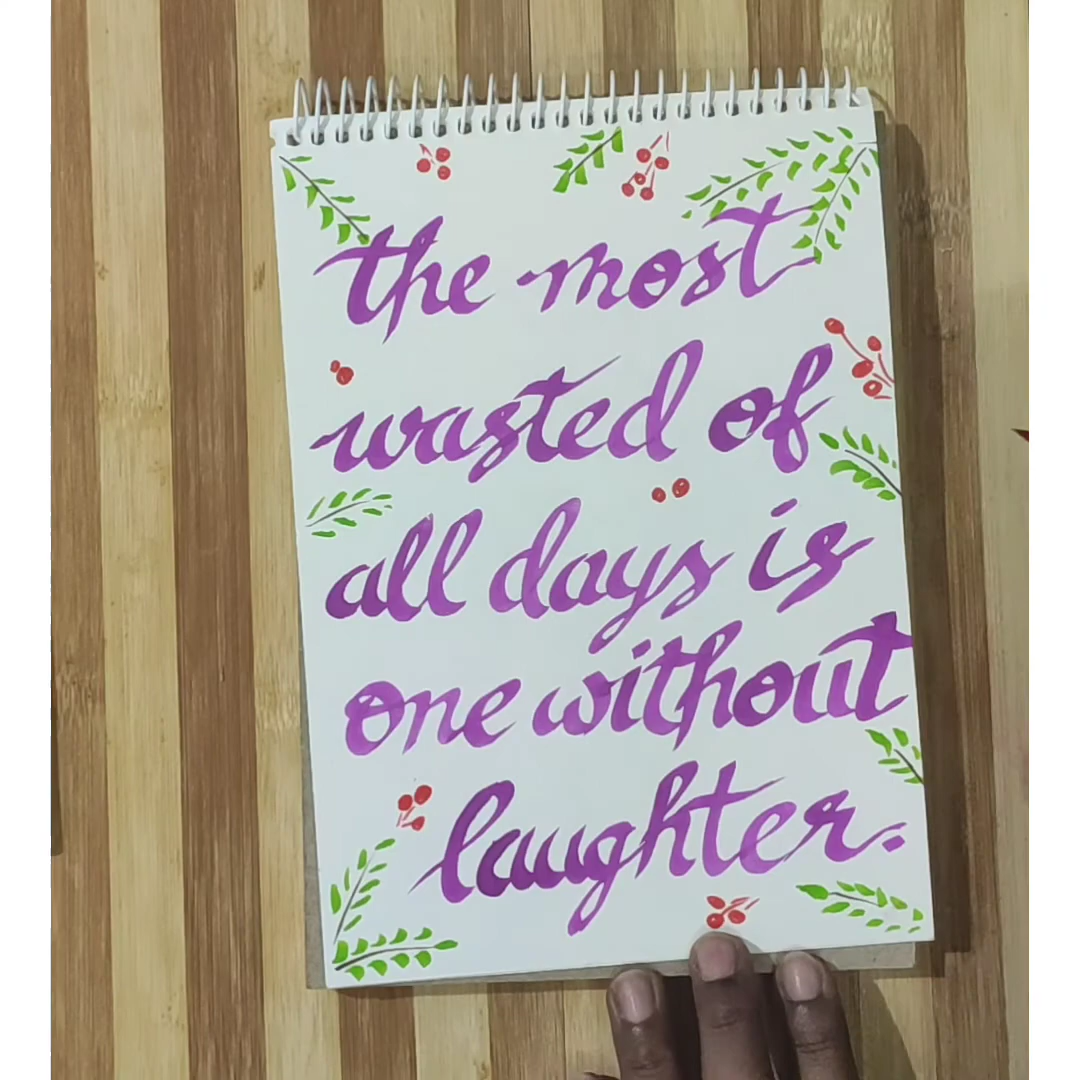 the most
wasted of
all days is
one without
laughter.